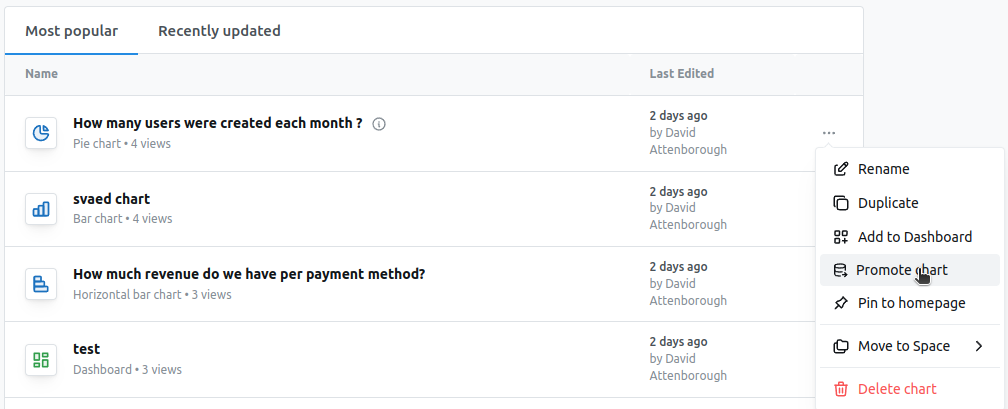 Most popular
Recently updated
Name
Last Edited
How many users were created each month ?
Pie chart • 4 views
2 days ago
by David
Attenborough
svaed chart
Bar chart • 4 views
2 days ago
by David
Attenborough
How much revenue do we have per payment method?
Horizontal bar chart • 3 views
2 days ago
by David
Attenborough
test
Dashboard • 3 views
2 days ago
by David
Attenborough
Rename
Duplicate
Add to Dashboard
Promote chart
Pin to homepage
Move to Space
Delete chart